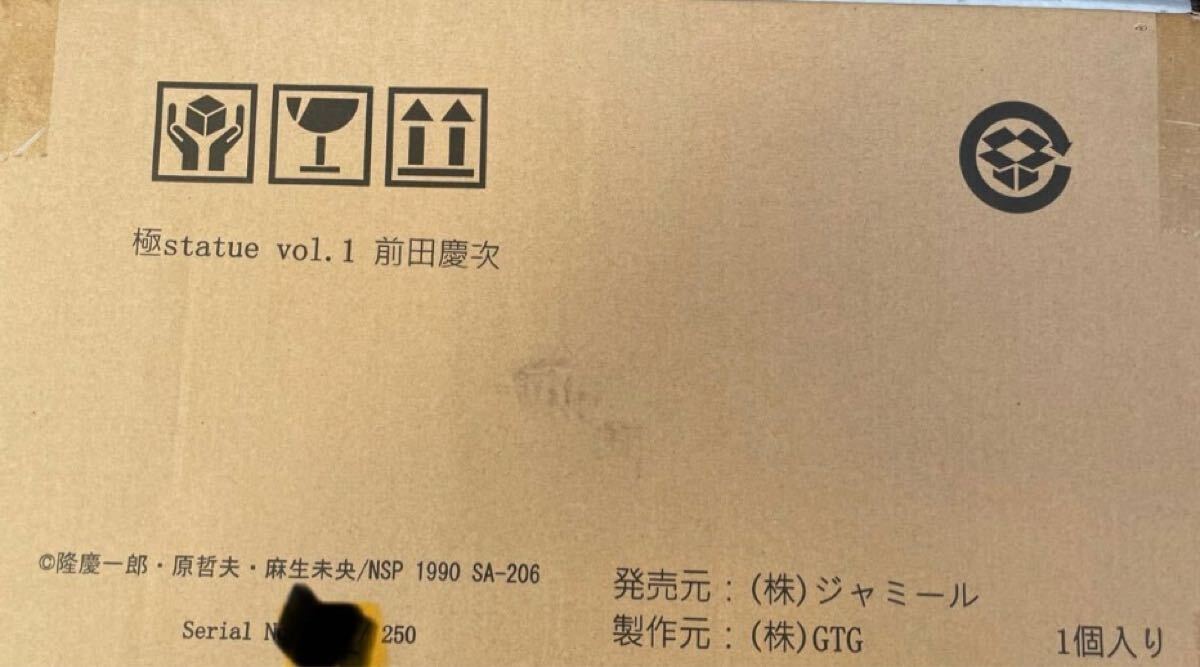 極statue vol.1 前田慶次
©隆慶一郎・原哲夫・麻生未央/NSP 1990 SA-206
Serial N 250
発売元：(株)ジャミール
製作元：(株)GTG
1個入り